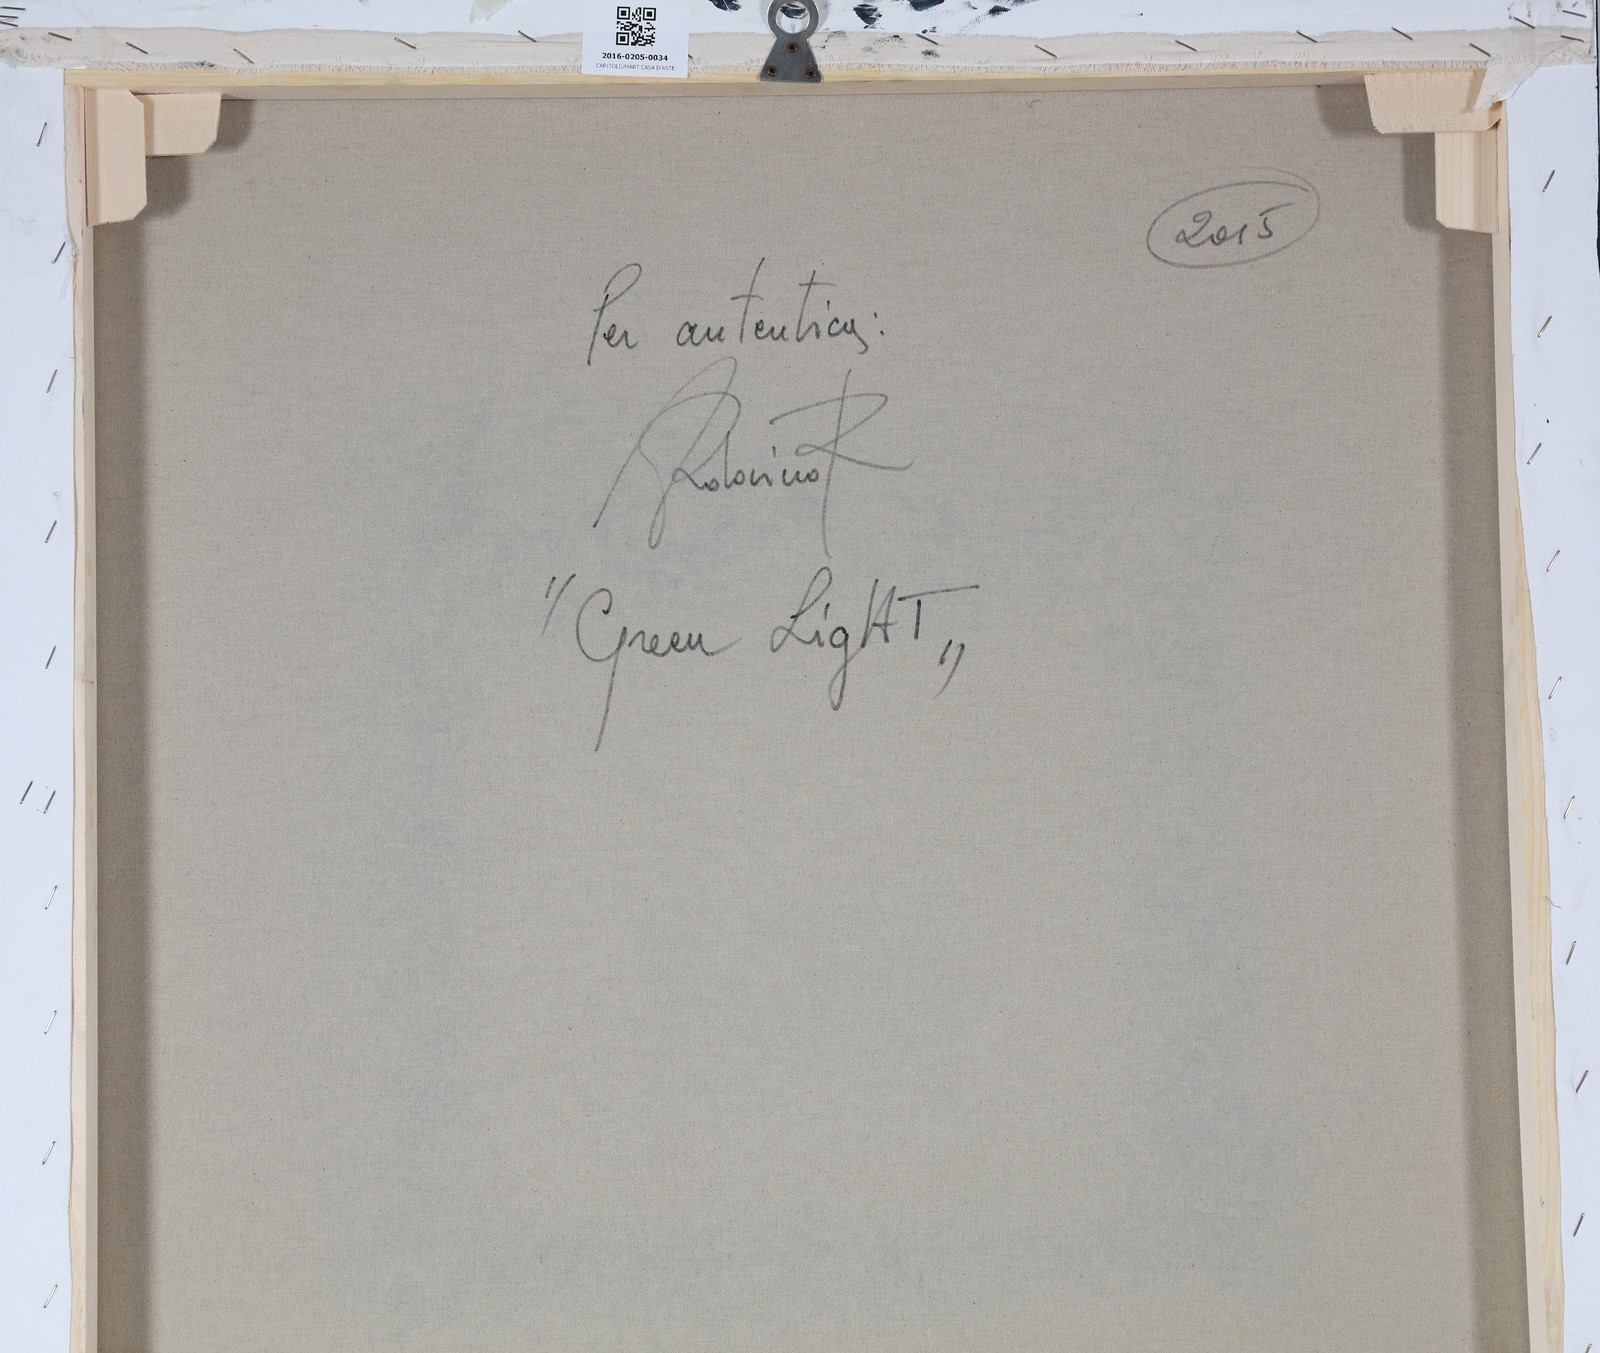 2016-0205-0034
CAPITOLIUMART CASA D'ASTE
2015
Per autentica:
"Green LigHT"